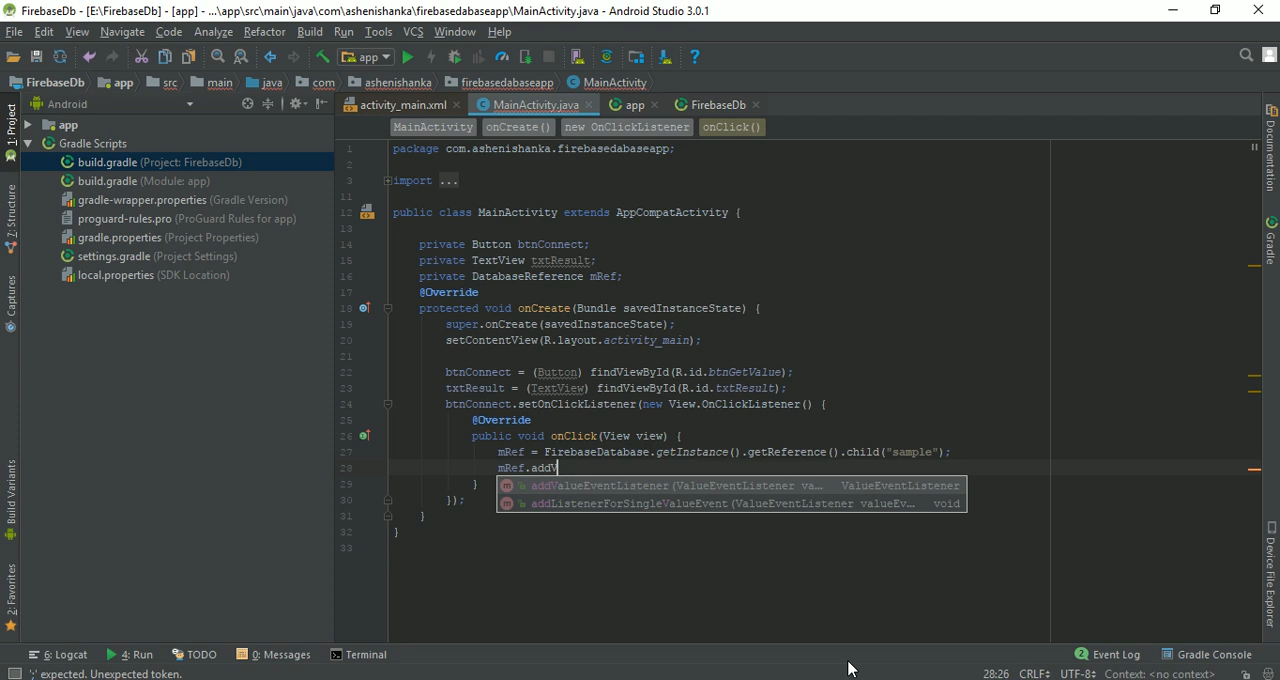 FirebaseDb - [E:\FirebaseDb] - [app] - ...\app\src\main\java\com\ashenishanka\firebasedabaseapp\MainActivity.java - Android Studio 3.0.1
File Edit View Navigate Code Analyze Refactor Build Run Tools VCS Window Help
app
FirebaseDb app src main java com ashenishanka firebasedabaseapp MainActivity
Android
activity_main.xml MainActivity.java app FirebaseDb
MainActivity onCreate() new OnClickListener onClick()
app
Gradle Scripts
build.gradle (Project: FirebaseDb)
build.gradle (Module: app)
gradle-wrapper.properties (Gradle Version)
proguard-rules.pro (ProGuard Rules for app)
gradle.properties (Project Properties)
settings.gradle (Project Settings)
local.properties (SDK Location)
1: Project
7: Structure
Captures
Build Variants
2: Favorites
1 package com.ashenishanka.firebasedabaseapp;
2
3 import ...
11
12 public class MainActivity extends AppCompatActivity {
13
14 private Button btnConnect;
15 private TextView txtResult;
16 private DatabaseReference mRef;
17 @Override
18 protected void onCreate(Bundle savedInstanceState) {
19 super.onCreate(savedInstanceState);
20 setContentView(R.layout.activity_main);
21
22 btnConnect = (Button) findViewById(R.id.btnGetValue);
23 txtResult = (TextView) findViewById(R.id.txtResult);
24 btnConnect.setOnClickListener(new View.OnClickListener() {
25 @Override
26 public void onClick(View view) {
27 mRef = FirebaseDatabase.getInstance().getReference().child("sample");
28 mRef.addV
29 }
30 });
31 }
32 }
33
addValueEventListener(ValueEventListener va... ValueEventListener
addListenerForSingleValueEvent(ValueEventListener valueEv... void
Documentation
Gradle
Device File Explorer
6: Logcat 4: Run TODO 0: Messages Terminal 2 Event Log Gradle Console
';' expected. Unexpected token. 28:26 CRLF UTF-8 Context: <no context>